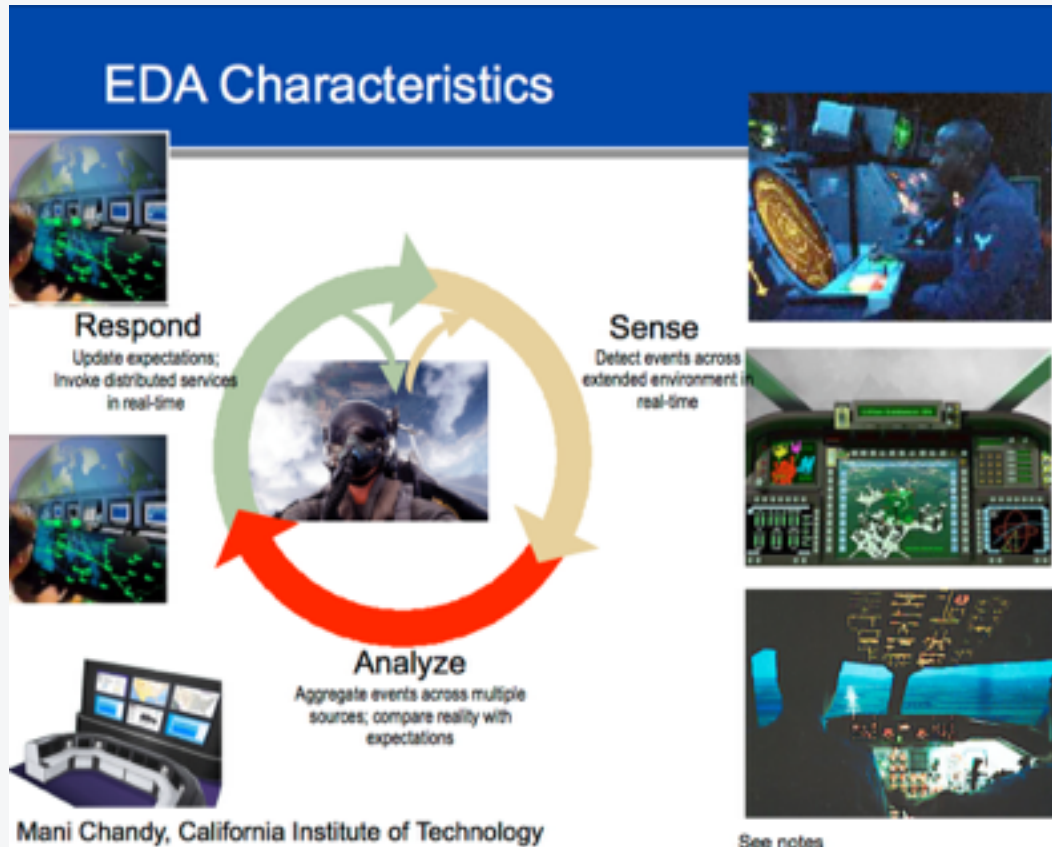 EDA Characteristics
Respond
Update expectations;
Invoke distributed services
in real-time
Sense
Detect events across
extended environment in
real-time
Analyze
Aggregate events across multiple
sources; compare reality with
expectations
Mani Chandy, California Institute of Technology
See notes